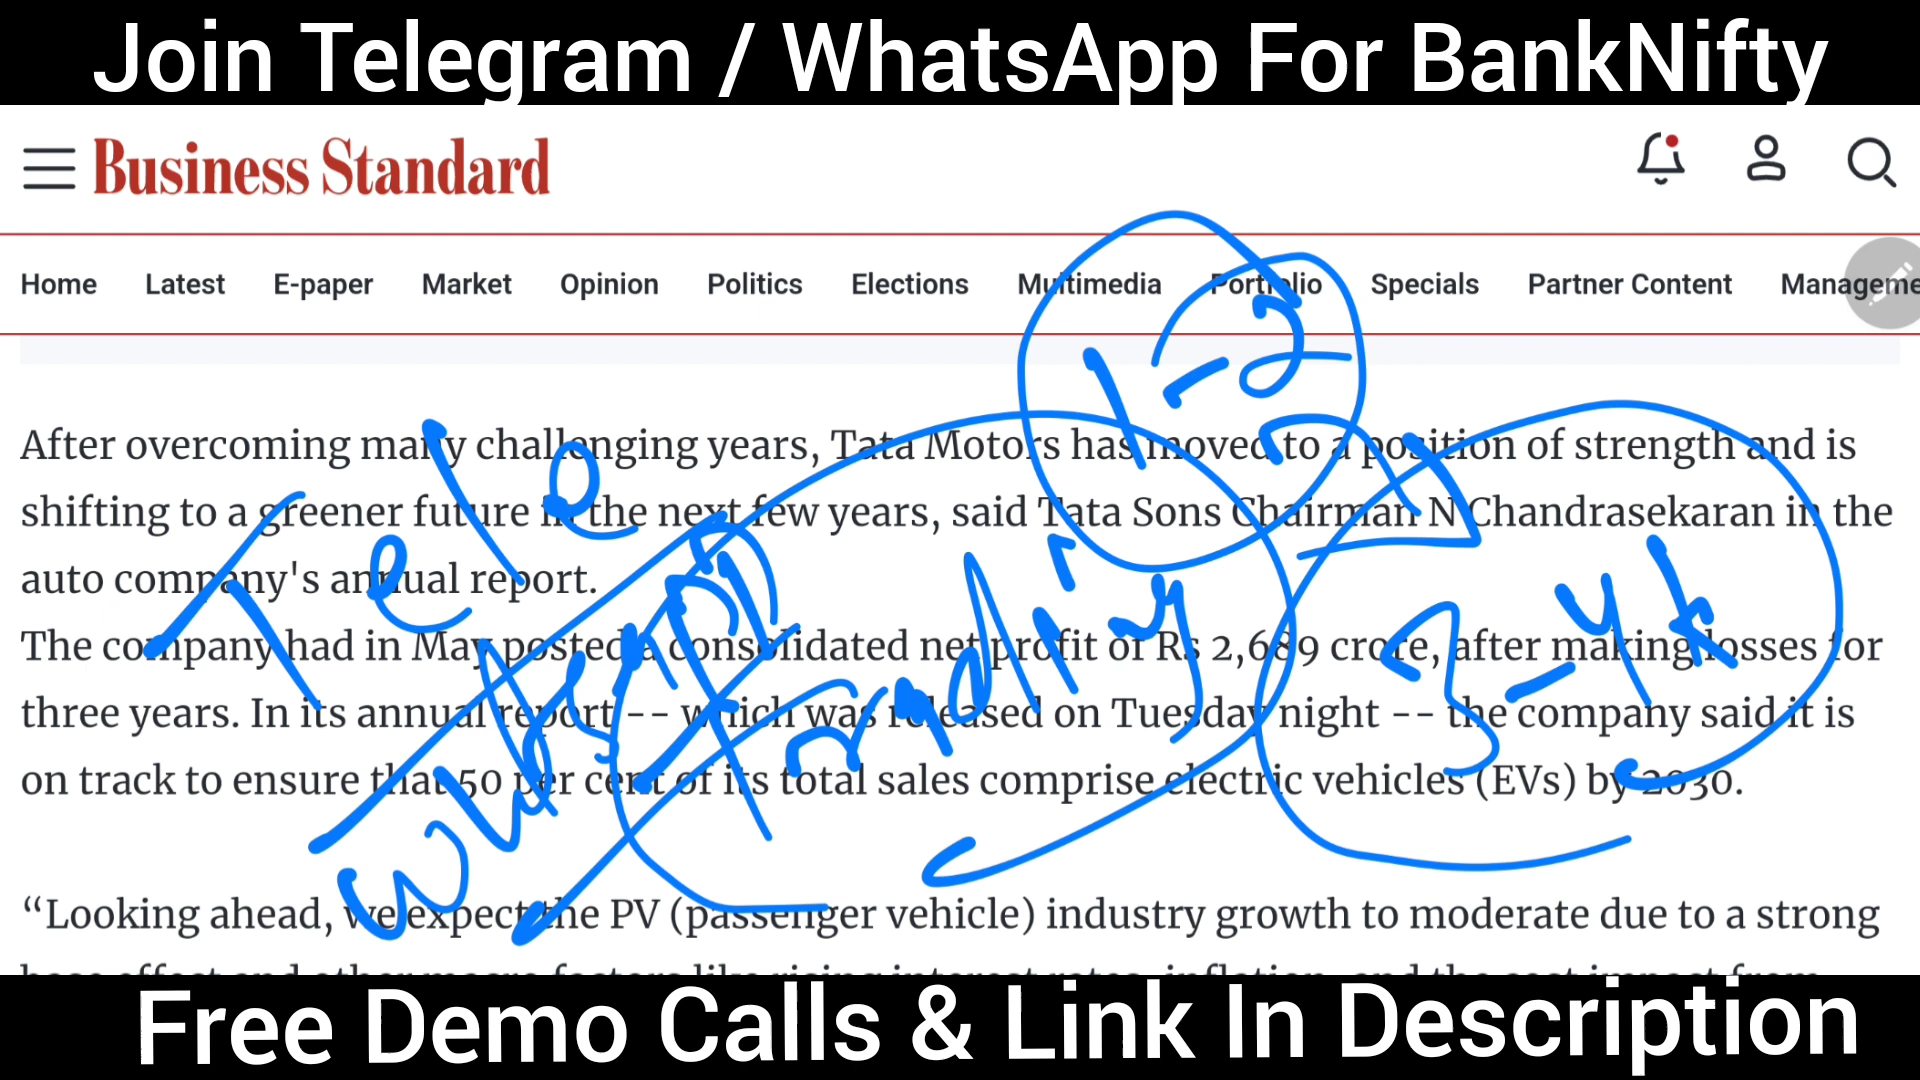 Join Telegram / WhatsApp For BankNifty
Business Standard
Home Latest E-paper Market Opinion Politics Elections Multimedia Portfolio Specials Partner Content Manageme
After overcoming many challenging years, Tata Motors has moved to a position of strength and is
shifting to a greener future in the next few years, said Tata Sons Chairman N Chandrasekaran in the
auto company's annual report.
The company had in May posted a consolidated net profit of Rs 2,689 crore, after making losses for
three years. In its annual report -- which was released on Tuesday night -- the company said it is
on track to ensure that 50 per cent of its total sales comprise electric vehicles (EVs) by 2030.
“Looking ahead, we expect the PV (passenger vehicle) industry growth to moderate due to a strong
1-2
Tele
3-4
Free Demo Calls & Link In Description